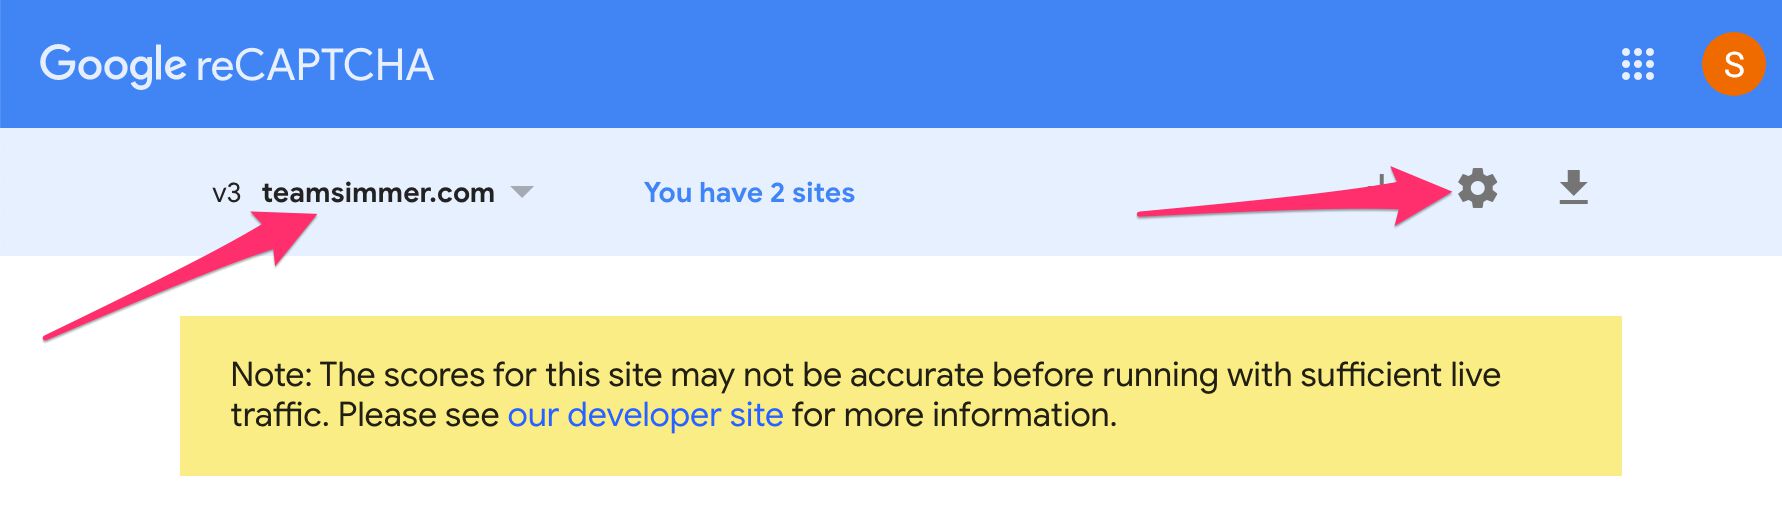 Google reCAPTCHA
S
v3 teamsimmer.com
You have 2 sites
Note: The scores for this site may not be accurate before running with sufficient live
traffic. Please see our developer site for more information.